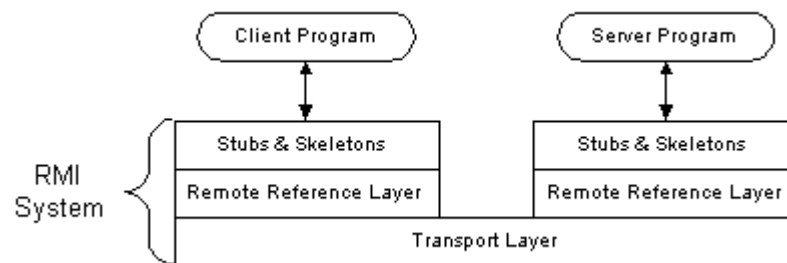 Client Program
Server Program
Stubs & Skeletons
Stubs & Skeletons
RMI
System
Remote Reference Layer
Remote Reference Layer
Transport Layer